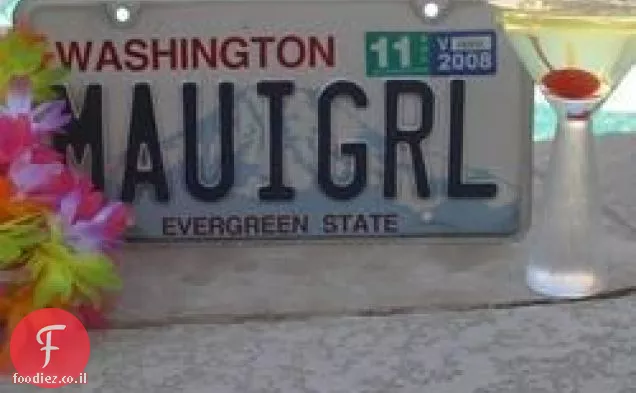 WASHINGTON
11
V
2008
MAUIGRL
EVERGREEN STATE
F
foodiez.co.il